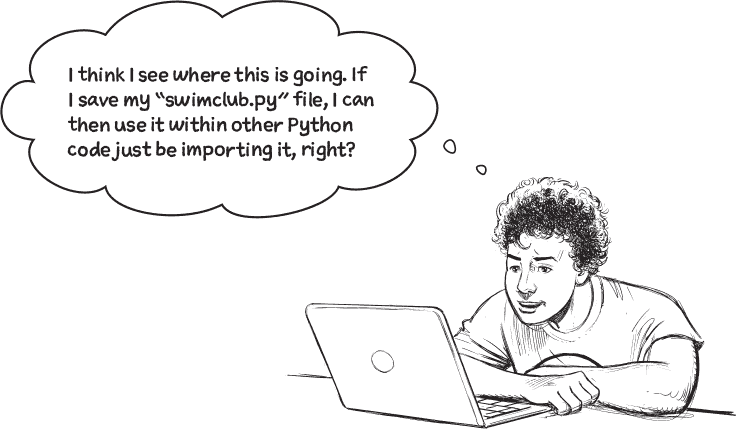 I think I see where this is going. If
I save my “swimclub.py” file, I can
then use it within other Python
code just be importing it, right?